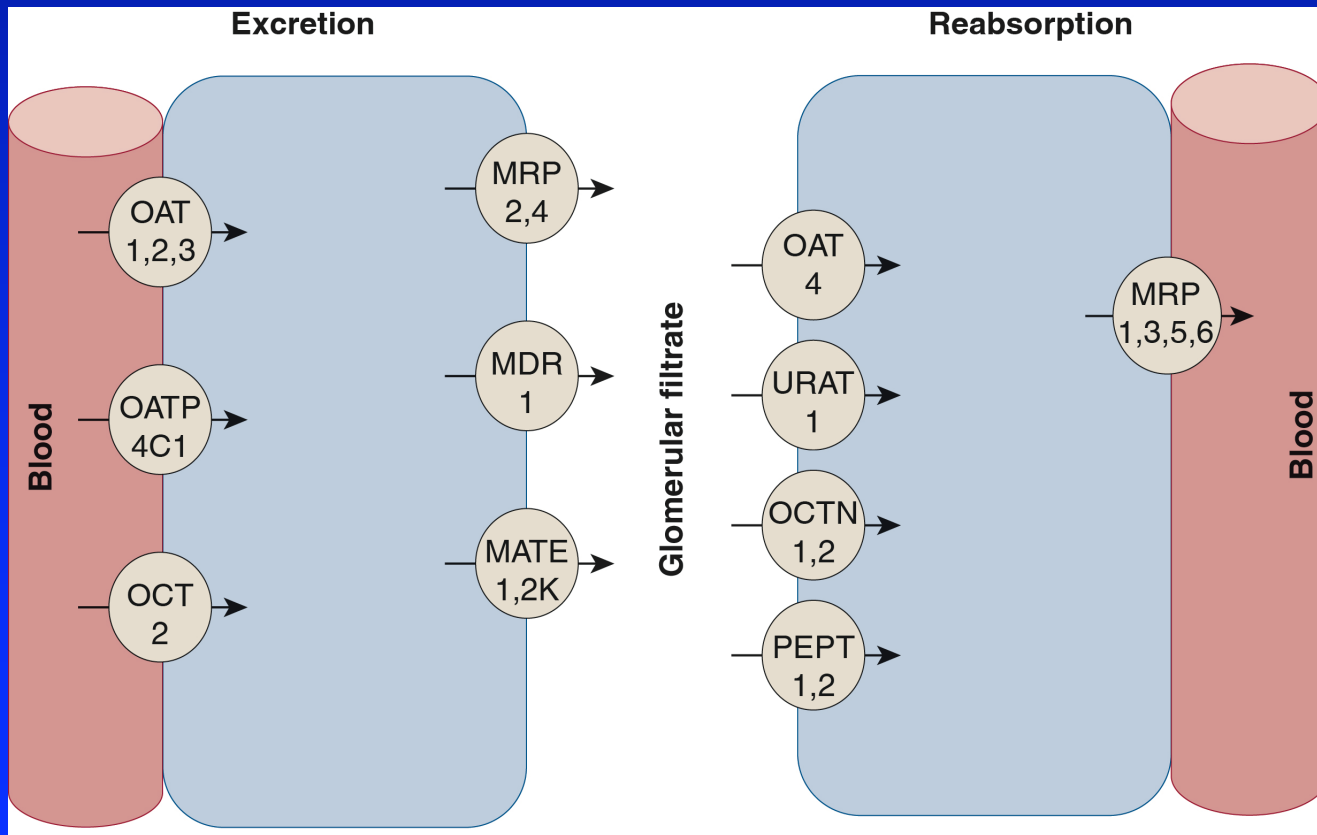 Excretion
Reabsorption
Blood
OAT
1,2,3
OATP
4C1
OCT
2
MRP
2,4
MDR
1
MATE
1,2K
Glomerular filtrate
OAT
4
URAT
1
OCTN
1,2
PEPT
1,2
MRP
1,3,5,6
Blood